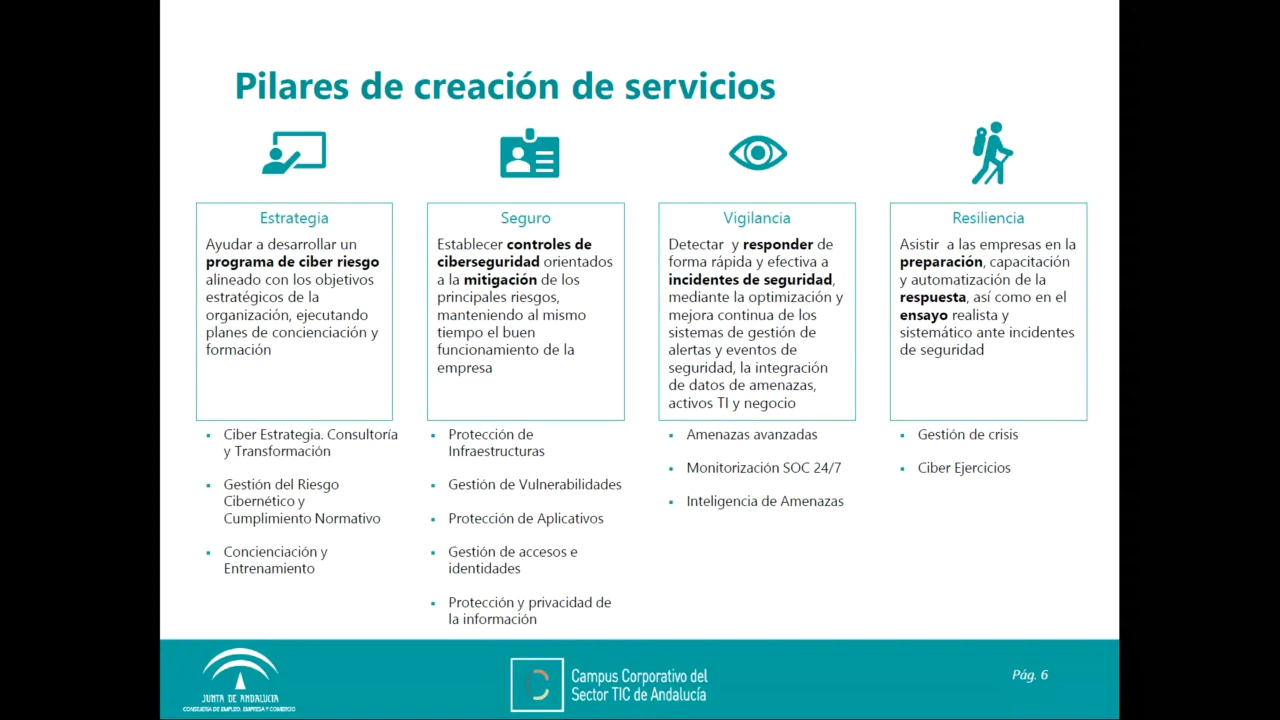 Pilares de creación de servicios
Estrategia
Ayudar a desarrollar un
programa de ciber riesgo
alineado con los objetivos
estratégicos de la
organización, ejecutando
planes de concienciación y
formación
Ciber Estrategia. Consultoría
y Transformación
Gestión del Riesgo
Cibernético y
Cumplimiento Normativo
Concienciación y
Entrenamiento
Seguro
Establecer controles de
ciberseguridad orientados
a la mitigación de los
principales riesgos,
manteniendo al mismo
tiempo el buen
funcionamiento de la
empresa
Protección de
Infraestructuras
Gestión de Vulnerabilidades
Protección de Aplicativos
Gestión de accesos e
identidades
Protección y privacidad de
la información
Vigilancia
Detectar y responder de
forma rápida y efectiva a
incidentes de seguridad,
mediante la optimización y
mejora continua de los
sistemas de gestión de
alertas y eventos de
seguridad, la integración
de datos de amenazas,
activos TI y negocio
Amenazas avanzadas
Monitorización SOC 24/7
Inteligencia de Amenazas
Resiliencia
Asistir a las empresas en la
preparación, capacitación
y automatización de la
respuesta, así como en el
ensayo realista y
sistemático ante incidentes
de seguridad
Gestión de crisis
Ciber Ejercicios
JUNTA DE ANDALUCIA
CONSEJERÍA DE EMPLEO, EMPRESA Y COMERCIO
Campus Corporativo del
Sector TIC de Andalucía
Pág. 6